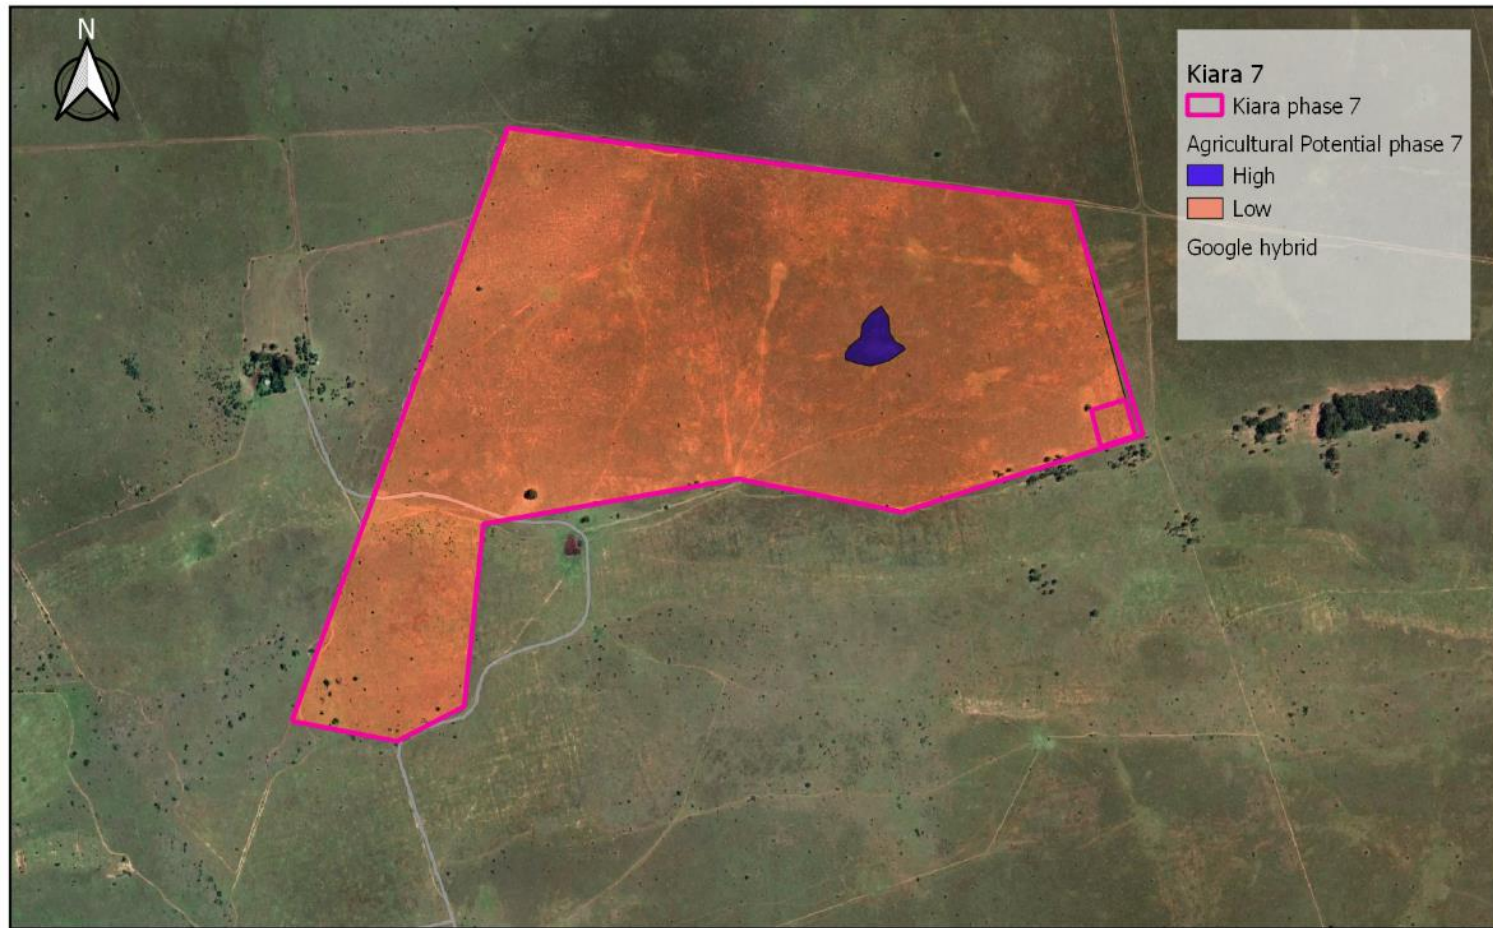 N
Kiara 7
Kiara phase 7
Agricultural Potential phase 7
High
Low
Google hybrid